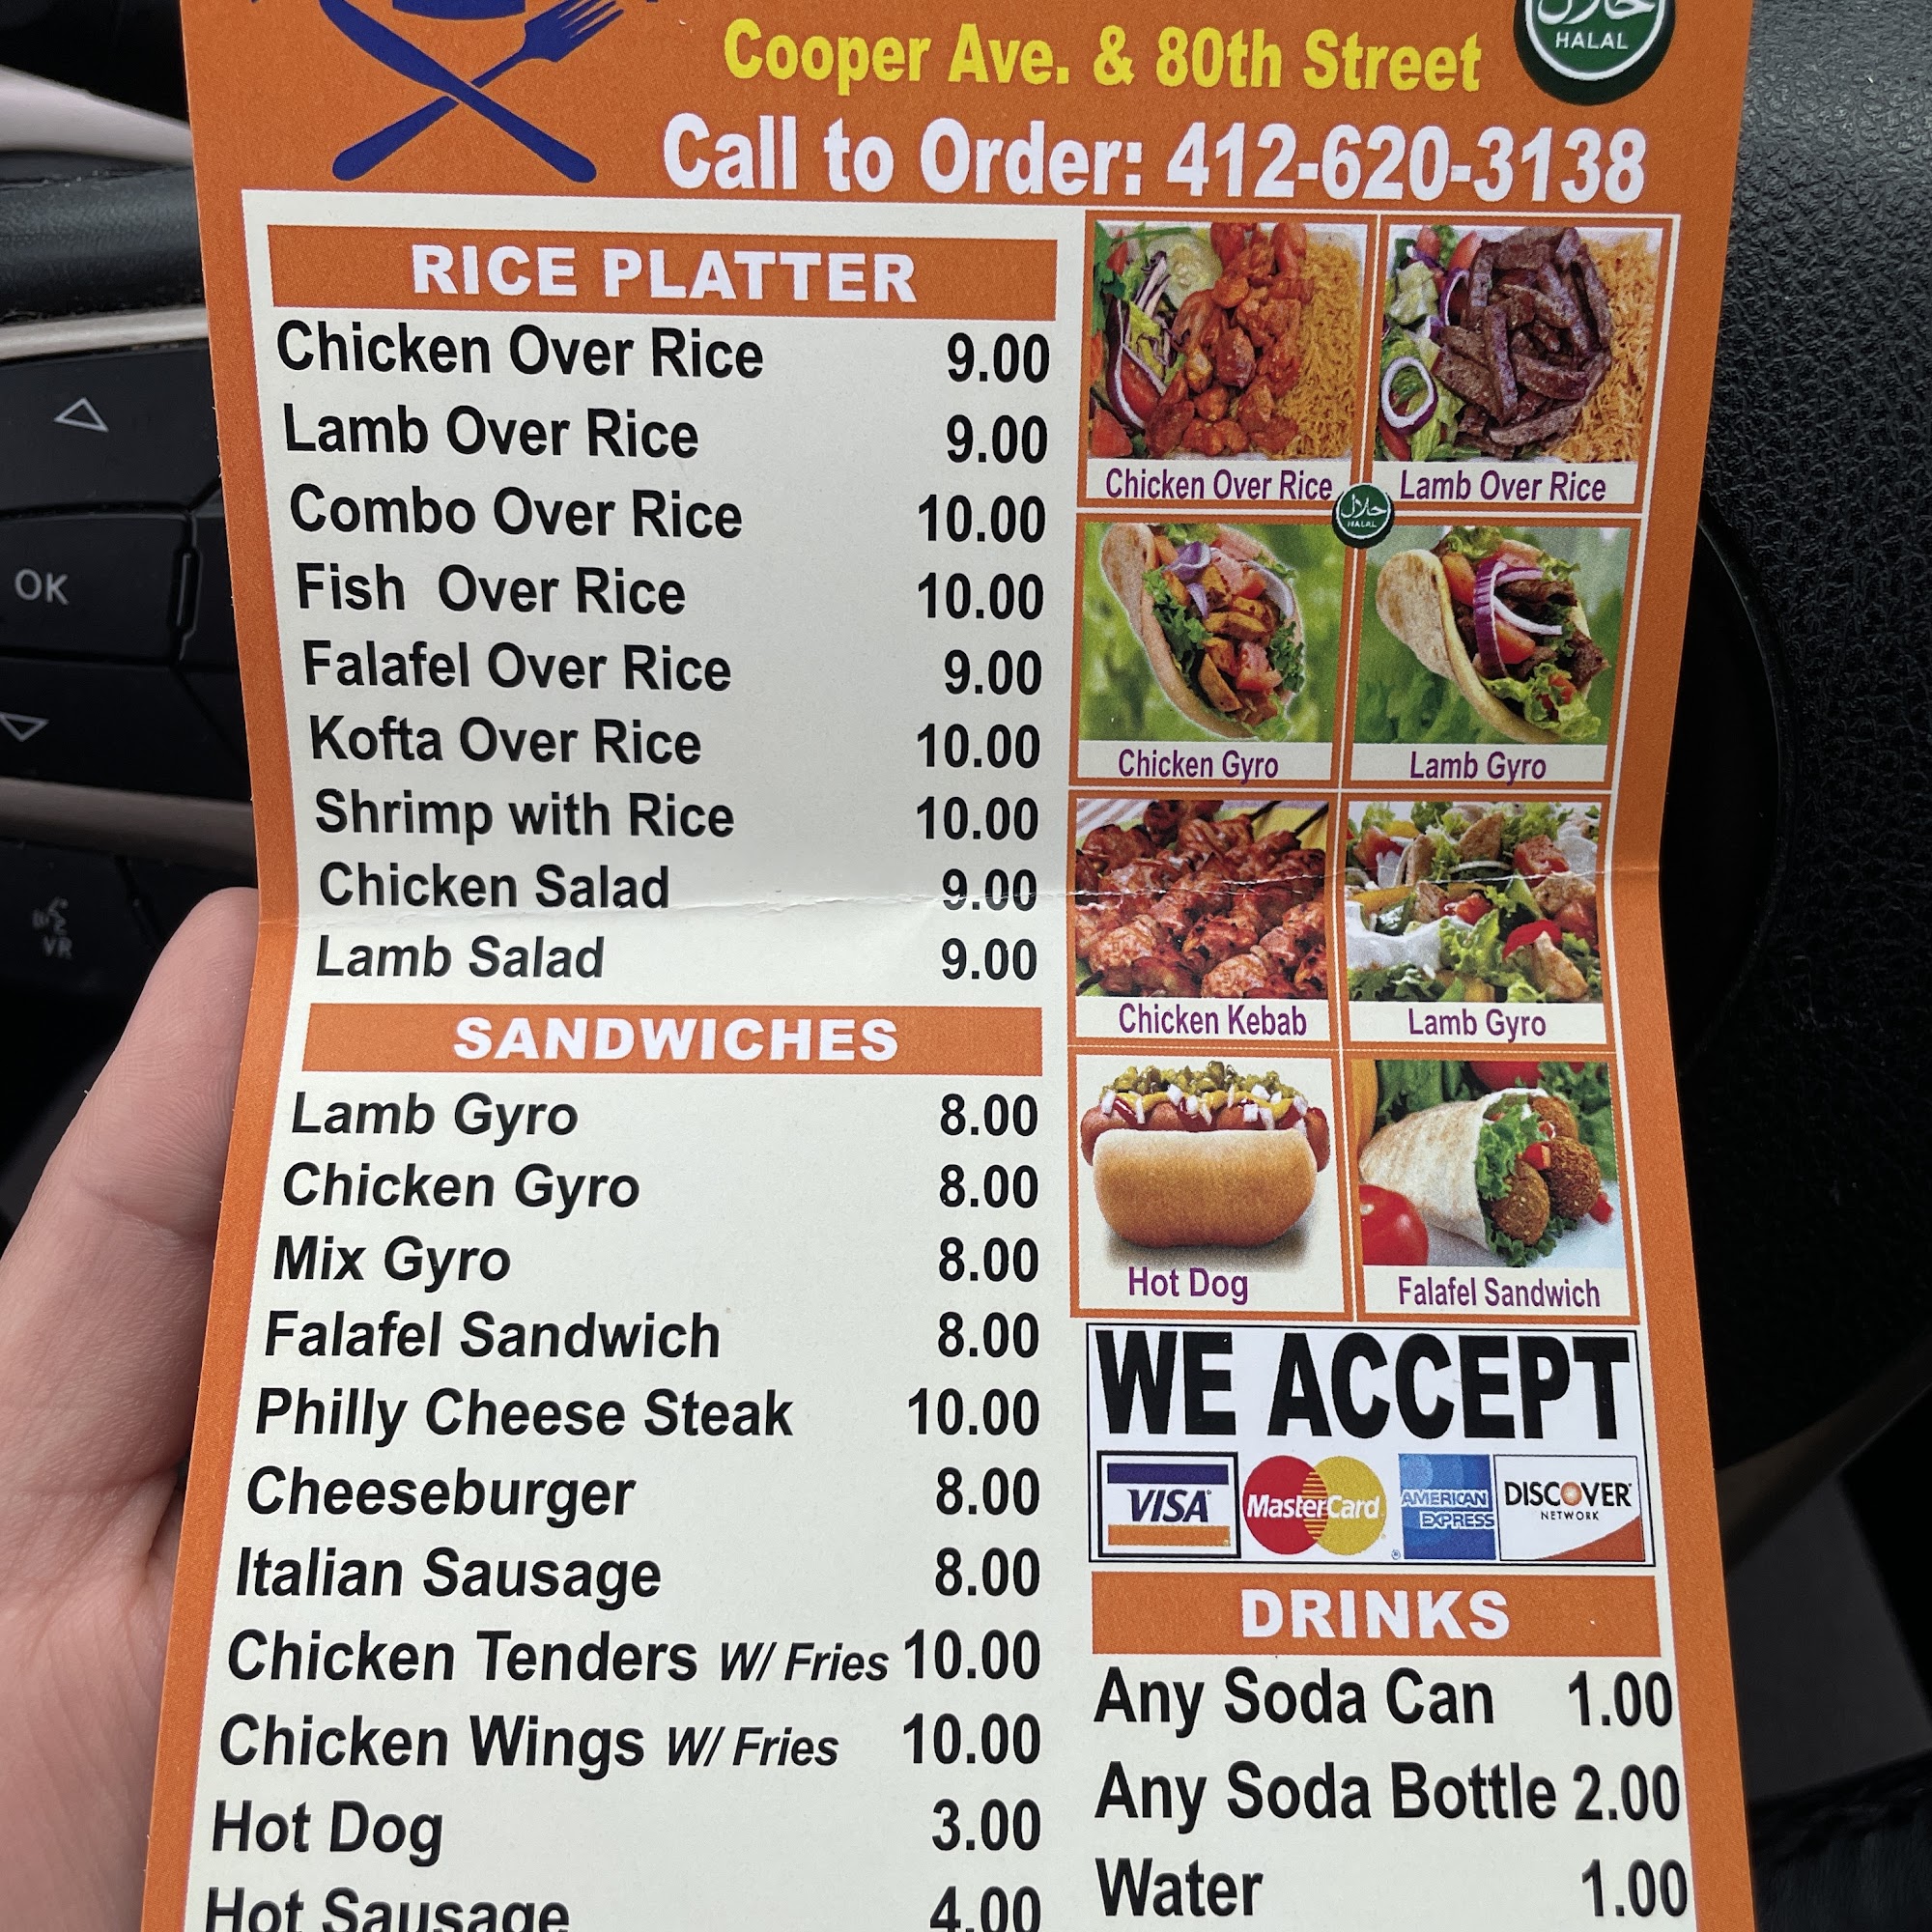 Cooper Ave. & 80th Street
حلال
HALAL
Call to Order: 412-620-3138
RICE PLATTER
Chicken Over Rice 9.00
Lamb Over Rice 9.00
Combo Over Rice 10.00
Fish Over Rice 10.00
Falafel Over Rice 9.00
Kofta Over Rice 10.00
Shrimp with Rice 10.00
Chicken Salad 9.00
Lamb Salad 9.00
SANDWICHES
Lamb Gyro 8.00
Chicken Gyro 8.00
Mix Gyro 8.00
Falafel Sandwich 8.00
Philly Cheese Steak 10.00
Cheeseburger 8.00
Italian Sausage 8.00
Chicken Tenders W/ Fries 10.00
Chicken Wings W/ Fries 10.00
Hot Dog 3.00
Hot Sausage 4.00
Chicken Over Rice
Lamb Over Rice
حلال
HALAL
Chicken Gyro
Lamb Gyro
Chicken Kebab
Lamb Gyro
Hot Dog
Falafel Sandwich
WE ACCEPT
VISA
MasterCard
AMERICAN
EXPRESS
DISCOVER
NETWORK
DRINKS
Any Soda Can 1.00
Any Soda Bottle 2.00
Water 1.00
OK
VR